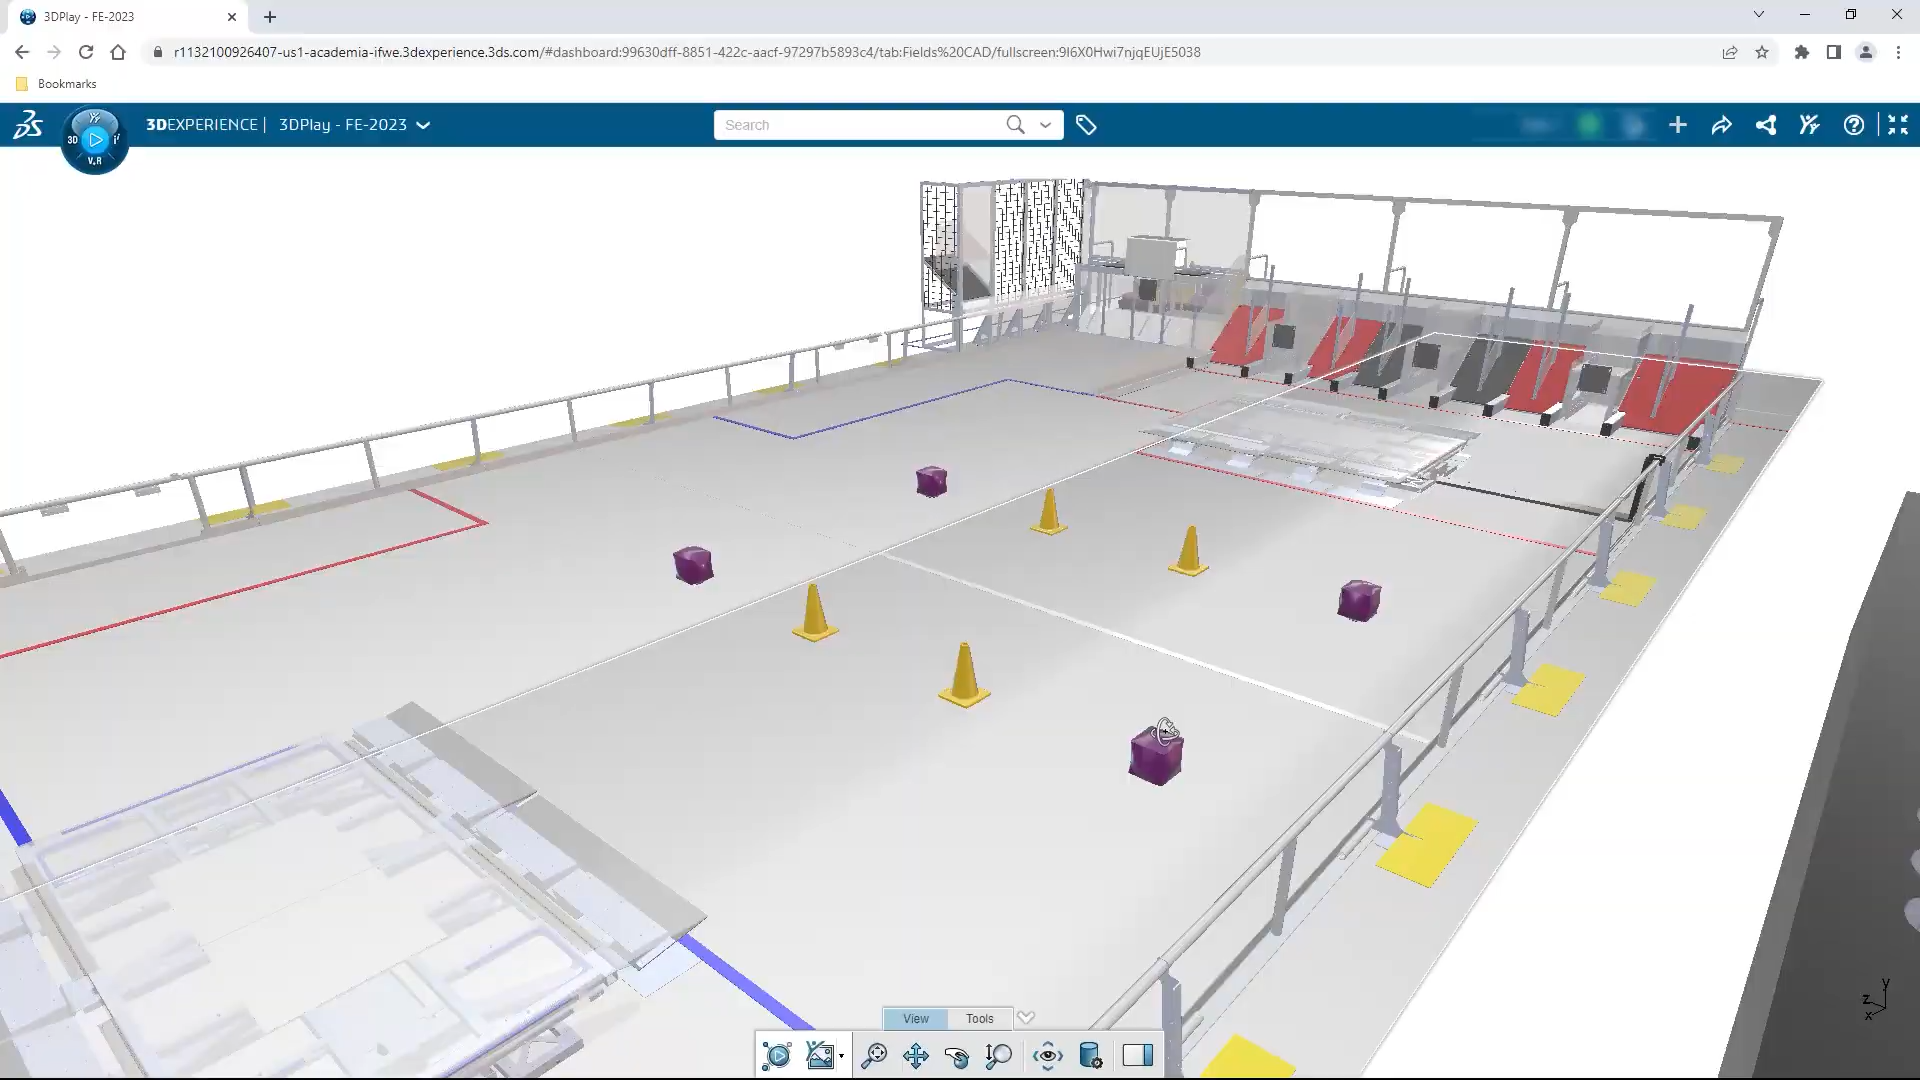 3DPlay - FE-2023
r1132100926407-us1-academia-ifwe.3dexperience.3ds.com/#dashboard:99630dff-8851-422c-aacf-97297b5893c4/tab:Fields%20CAD/fullscreen:9I6X0Hwi7njqEUjE5038
Bookmarks
3D
V.R
3DEXPERIENCE | 3DPlay - FE-2023
Search
View
Tools
y
z
x